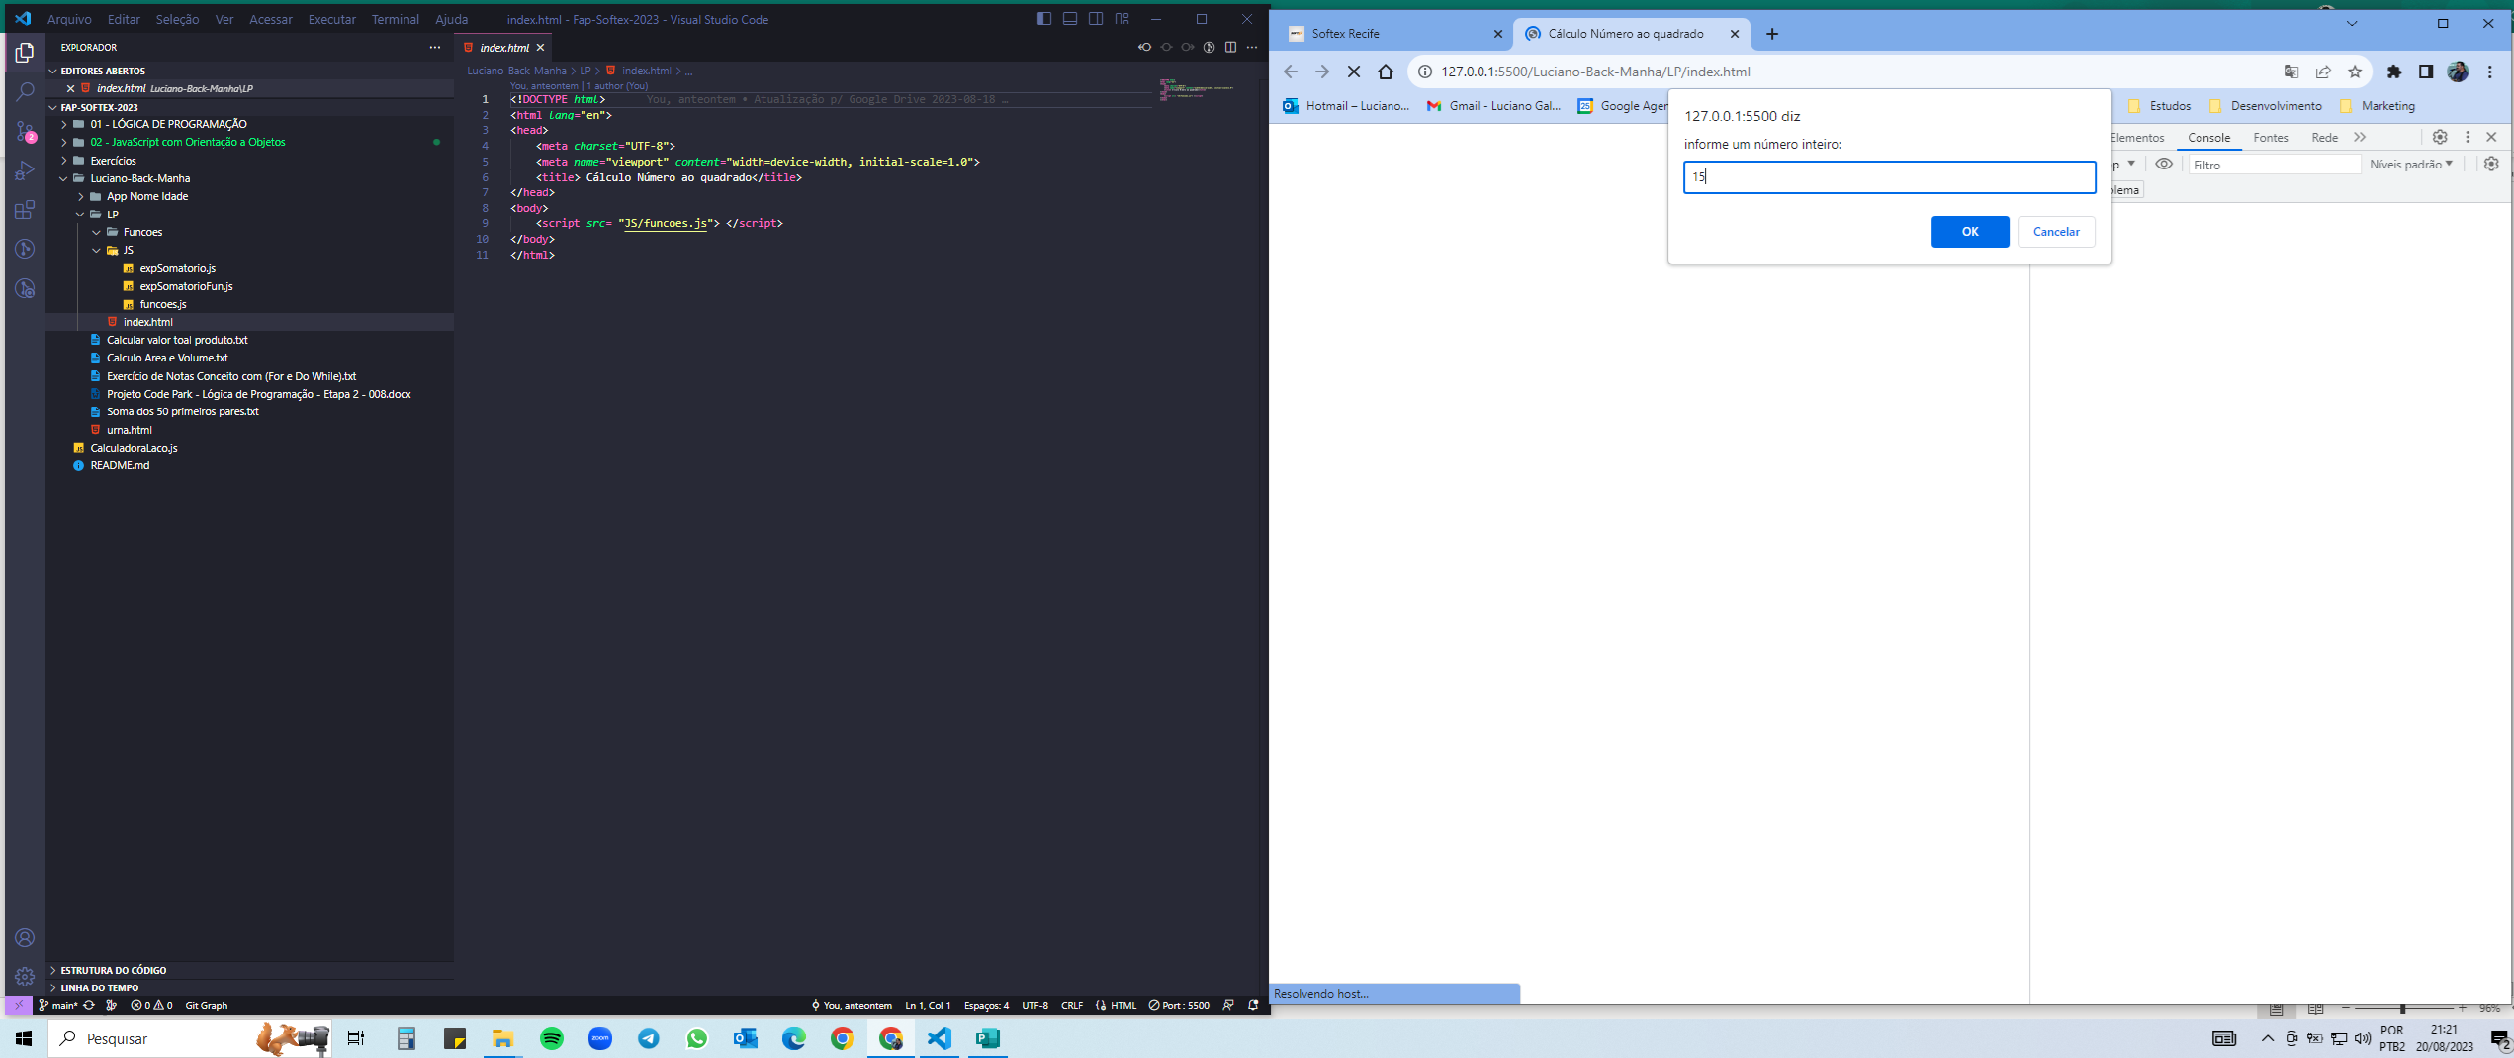 Arquivo Editar Seleção Ver Acessar Executar Terminal Ajuda
index.html - Fap-Softex-2023 - Visual Studio Code
EXPLORADOR
EDITORES ABERTOS
index.html Luciano-Back-Manha\LP
FAP-SOFTEX-2023
01 - LÓGICA DE PROGRAMAÇÃO
02 - JavaScript com Orientação a Objetos
Exercícios
Luciano-Back-Manha
App Nome Idade
LP
Funcoes
JS
expSomatorio.js
expSomatorioFun.js
funcoes.js
index.html
Calcular valor toal produto.txt
Calculo Area e Volume.txt
Exercício de Notas Conceito com (For e Do While).txt
Projeto Code Park - Lógica de Programação - Etapa 2 - 008.docx
Soma dos 50 primeiros pares.txt
urna.html
CalculadoraLaco.js
README.md
ESTRUTURA DO CÓDIGO
LINHA DO TEMPO
2
index.html
Luciano-Back-Manha > LP > index.html > ...
You, anteontem | 1 author (You)
1 <!DOCTYPE html> You, anteontem • Atualização p/ Google Drive 2023-08-18 …
2 <html lang="en">
3 <head>
4 <meta charset="UTF-8">
5 <meta name="viewport" content="width=device-width, initial-scale=1.0">
6 <title> Cálculo Número ao quadrado</title>
7 </head>
8 <body>
9 <script src= "JS/funcoes.js"> </script>
10 </body>
11 </html>
main* 0 0 Git Graph
You, anteontem Ln 1, Col 1 Espaços: 4 UTF-8 CRLF HTML Port : 5500
Softex Recife
Cálculo Número ao quadrado
127.0.0.1:5500/Luciano-Back-Manha/LP/index.html
Hotmail – Luciano... Gmail - Luciano Gal... Google Agen
Estudos Desenvolvimento Marketing
127.0.0.1:5500 diz
informe um número inteiro:
15
OK Cancelar
Elementos Console Fontes Rede
Filtro Níveis padrão
blema
Resolvendo host...
96%
Pesquisar
zoom
POR
PTB2
21:21
20/08/2023
2